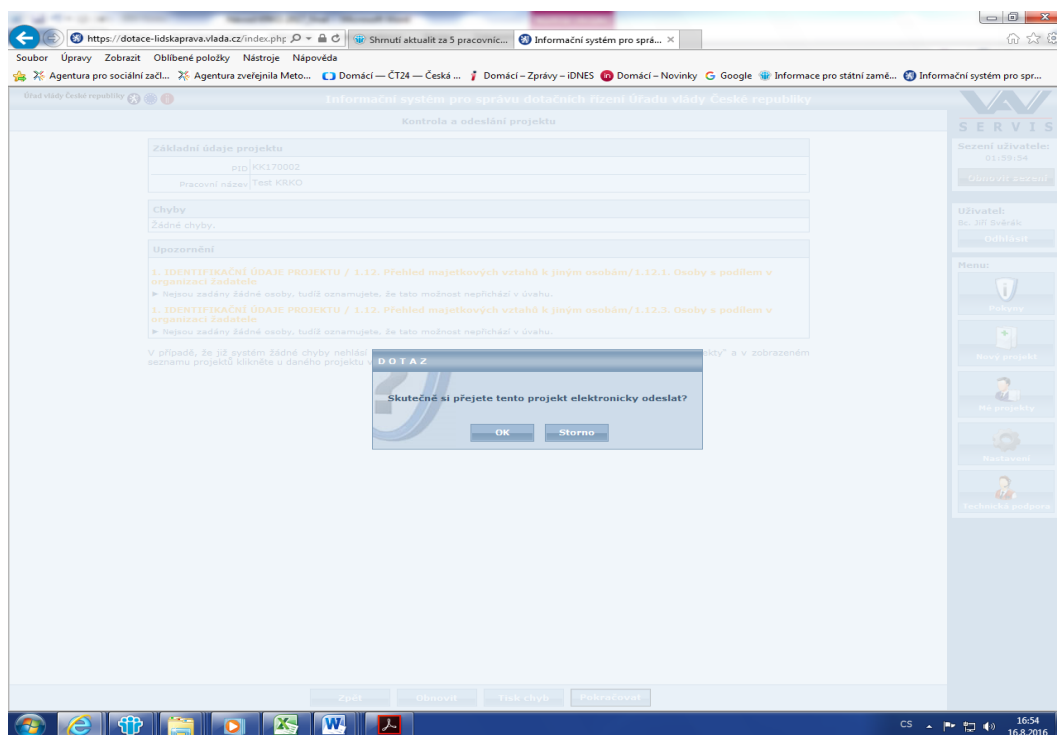 https://dotace-lidskaprava.vlada.cz/index.php
Shrnutí aktualit za 5 pracovníc...
Informační systém pro sprá...
Soubor Úpravy Zobrazit Oblíbené položky Nástroje Nápověda
Agentura pro sociální začl... Agentura zveřejnila Meto... Domácí — ČT24 — Česká ... Domácí – Zprávy – iDNES Domácí – Novinky Google Informace pro státní zamě... Informační systém pro spr...
Úřad vlády České republiky
Informační systém pro správu dotačních řízení Úřadu vlády České republiky
Kontrola a odeslání projektu
Základní údaje projektu
PID KK170002
Pracovní název Test KRKO
Chyby
Žádné chyby.
Upozornění
1. IDENTIFIKAČNÍ ÚDAJE PROJEKTU / 1.12. Přehled majetkových vztahů k jiným osobám/1.12.1. Osoby s podílem v
organizaci žadatele
► Nejsou zadány žádné osoby, tudíž oznamujete, že tato možnost nepřichází v úvahu.
1. IDENTIFIKAČNÍ ÚDAJE PROJEKTU / 1.12. Přehled majetkových vztahů k jiným osobám/1.12.3. Osoby s podílem v
organizaci žadatele
► Nejsou zadány žádné osoby, tudíž oznamujete, že tato možnost nepřichází v úvahu.
V případě, že již systém žádné chyby nehlásí
ekty" a v zobrazeném
seznamu projektů klikněte u daného projektu v
DOTAZ
Skutečně si přejete tento projekt elektronicky odeslat?
OK Storno
SERVIS
Sezení uživatele:
01:59:54
Obnovit sezení
Uživatel:
Bc. Jiří Svěrák
Odhlásit
Menu:
Pokyny
Nový projekt
Mé projekty
Nastavení
Technická podpora
Zpět Obnovit Tisk chyb Pokračovat
CS
16:54
16.8.2016